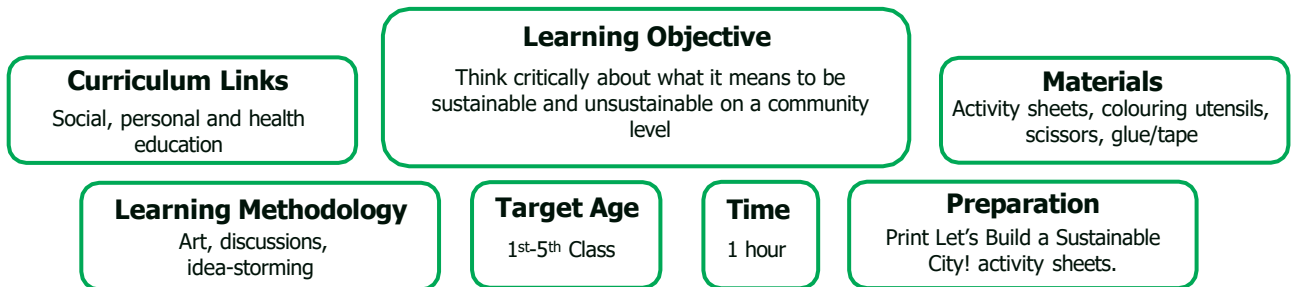 Learning Objective
Think critically about what it means to be
sustainable and unsustainable on a community
level
Curriculum Links
Social, personal and health
education
Materials
Activity sheets, colouring utensils,
scissors, glue/tape
Learning Methodology
Art, discussions,
idea-storming
Target Age
1st-5th Class
Time
1 hour
Preparation
Print Let's Build a Sustainable
City! activity sheets.